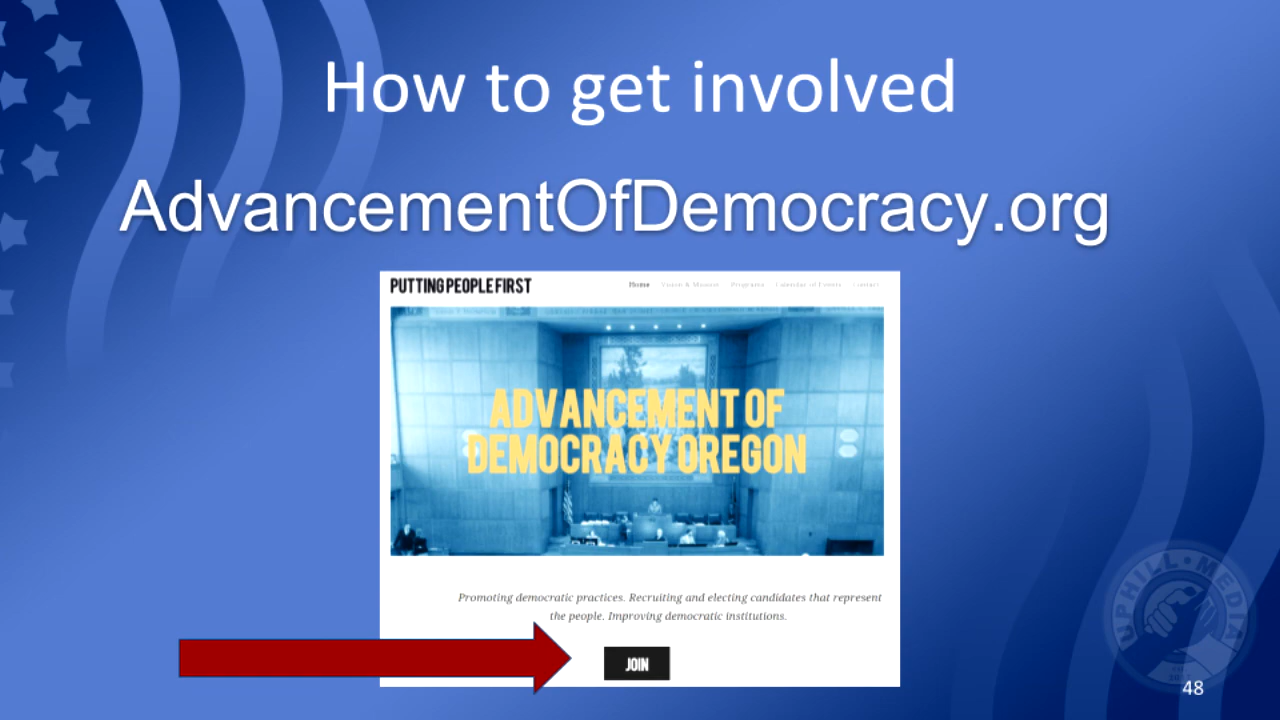 How to get involved
AdvancementOfDemocracy.org
PUTTING PEOPLE FIRST
Home Vision & Mission Programs Calendar of Events Contact
ADVANCEMENT OF
DEMOCRACY OREGON
Promoting democratic practices. Recruiting and electing candidates that represent
the people. Improving democratic institutions.
JOIN
UPHILL • MEDIA
48